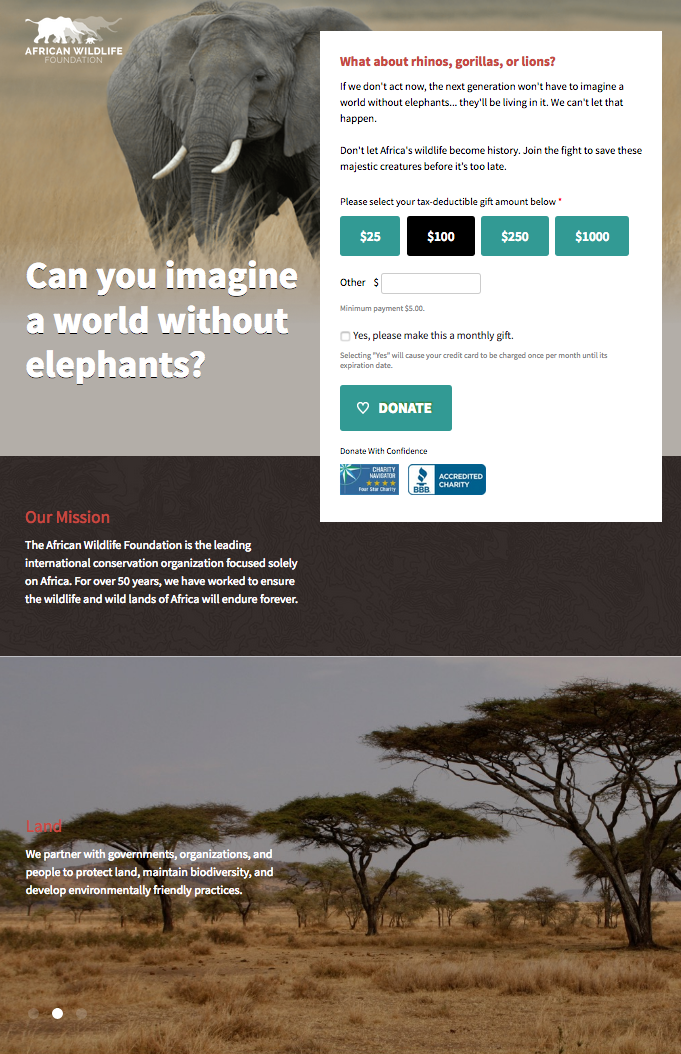 AFRICAN WILDLIFE
FOUNDATION
Can you imagine
a world without
elephants?
What about rhinos, gorillas, or lions?
If we don't act now, the next generation won't have to imagine a
world without elephants... they'll be living in it. We can't let that
happen.
Don't let Africa's wildlife become history. Join the fight to save these
majestic creatures before it's too late.
Please select your tax-deductible gift amount below *
$25 $100 $250 $1000
Other $
Minimum payment $5.00.
Yes, please make this a monthly gift.
Selecting "Yes" will cause your credit card to be charged once per month until its
expiration date.
DONATE
Donate With Confidence
CHARITY
NAVIGATOR
Four Star Charity
BBB.
ACCREDITED
CHARITY
Our Mission
The African Wildlife Foundation is the leading
international conservation organization focused solely
on Africa. For over 50 years, we have worked to ensure
the wildlife and wild lands of Africa will endure forever.
Land
We partner with governments, organizations, and
people to protect land, maintain biodiversity, and
develop environmentally friendly practices.